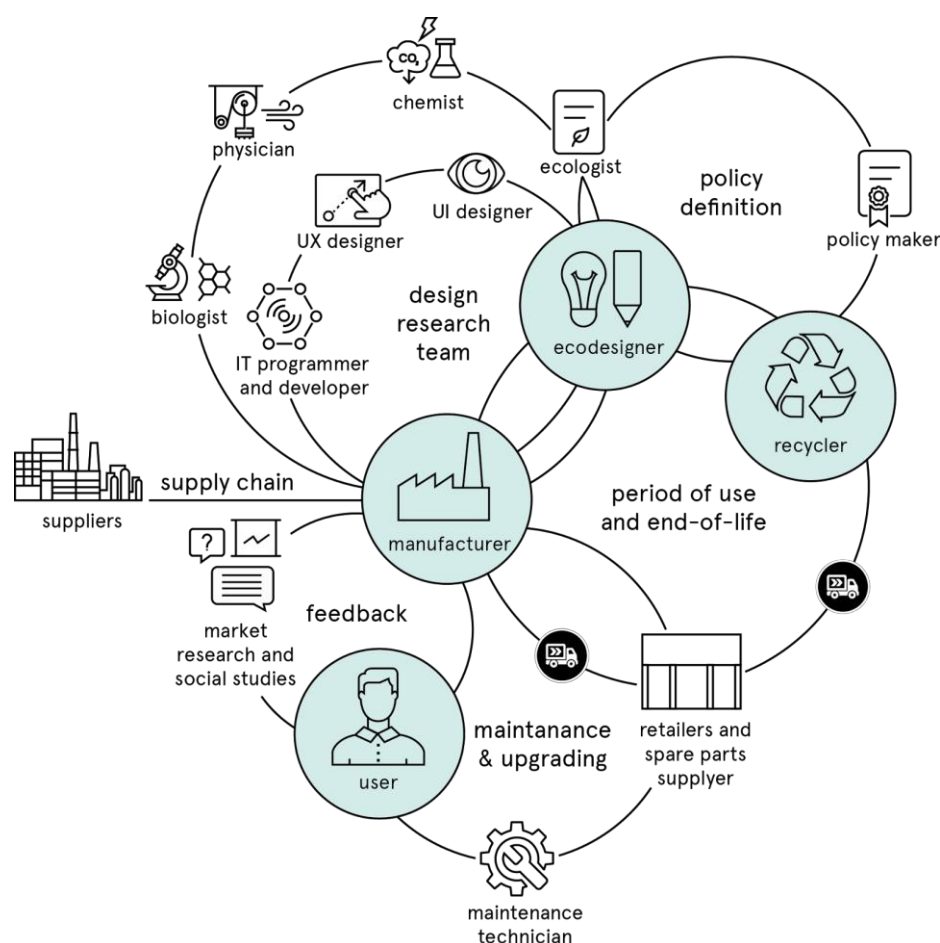 CO₂
chemist
physician
ecologist
policy
definition
policy maker
UI designer
UX designer
biologist
IT programmer
and developer
design
research
team
ecodesigner
recycler
suppliers
supply chain
manufacturer
period of use
and end-of-life
?
market
research and
social studies
feedback
user
maintanance
& upgrading
retailers and
spare parts
supplyer
maintenance
technician